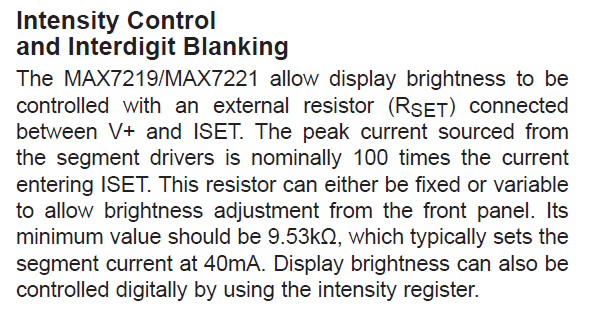 Intensity Control
and Interdigit Blanking
The MAX7219/MAX7221 allow display brightness to be
controlled with an external resistor (RSET) connected
between V+ and ISET. The peak current sourced from
the segment drivers is nominally 100 times the current
entering ISET. This resistor can either be fixed or variable
to allow brightness adjustment from the front panel. Its
minimum value should be 9.53kΩ, which typically sets the
segment current at 40mA. Display brightness can also be
controlled digitally by using the intensity register.